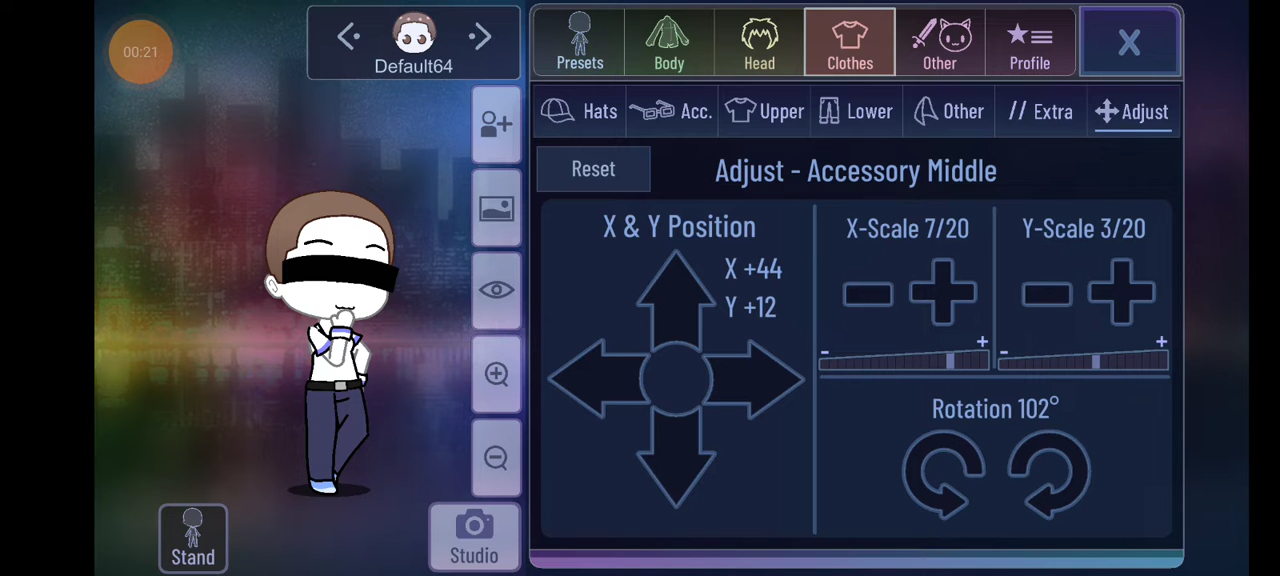 00:21
Default64
Presets
Body
Head
Clothes
Other
Profile
X
Hats
Acc.
Upper
Lower
Other
Extra
Adjust
Reset
Adjust - Accessory Middle
X & Y Position
X +44
Y +12
X-Scale 7/20
Y-Scale 3/20
- +
- +
Rotation 102°
Stand
Studio